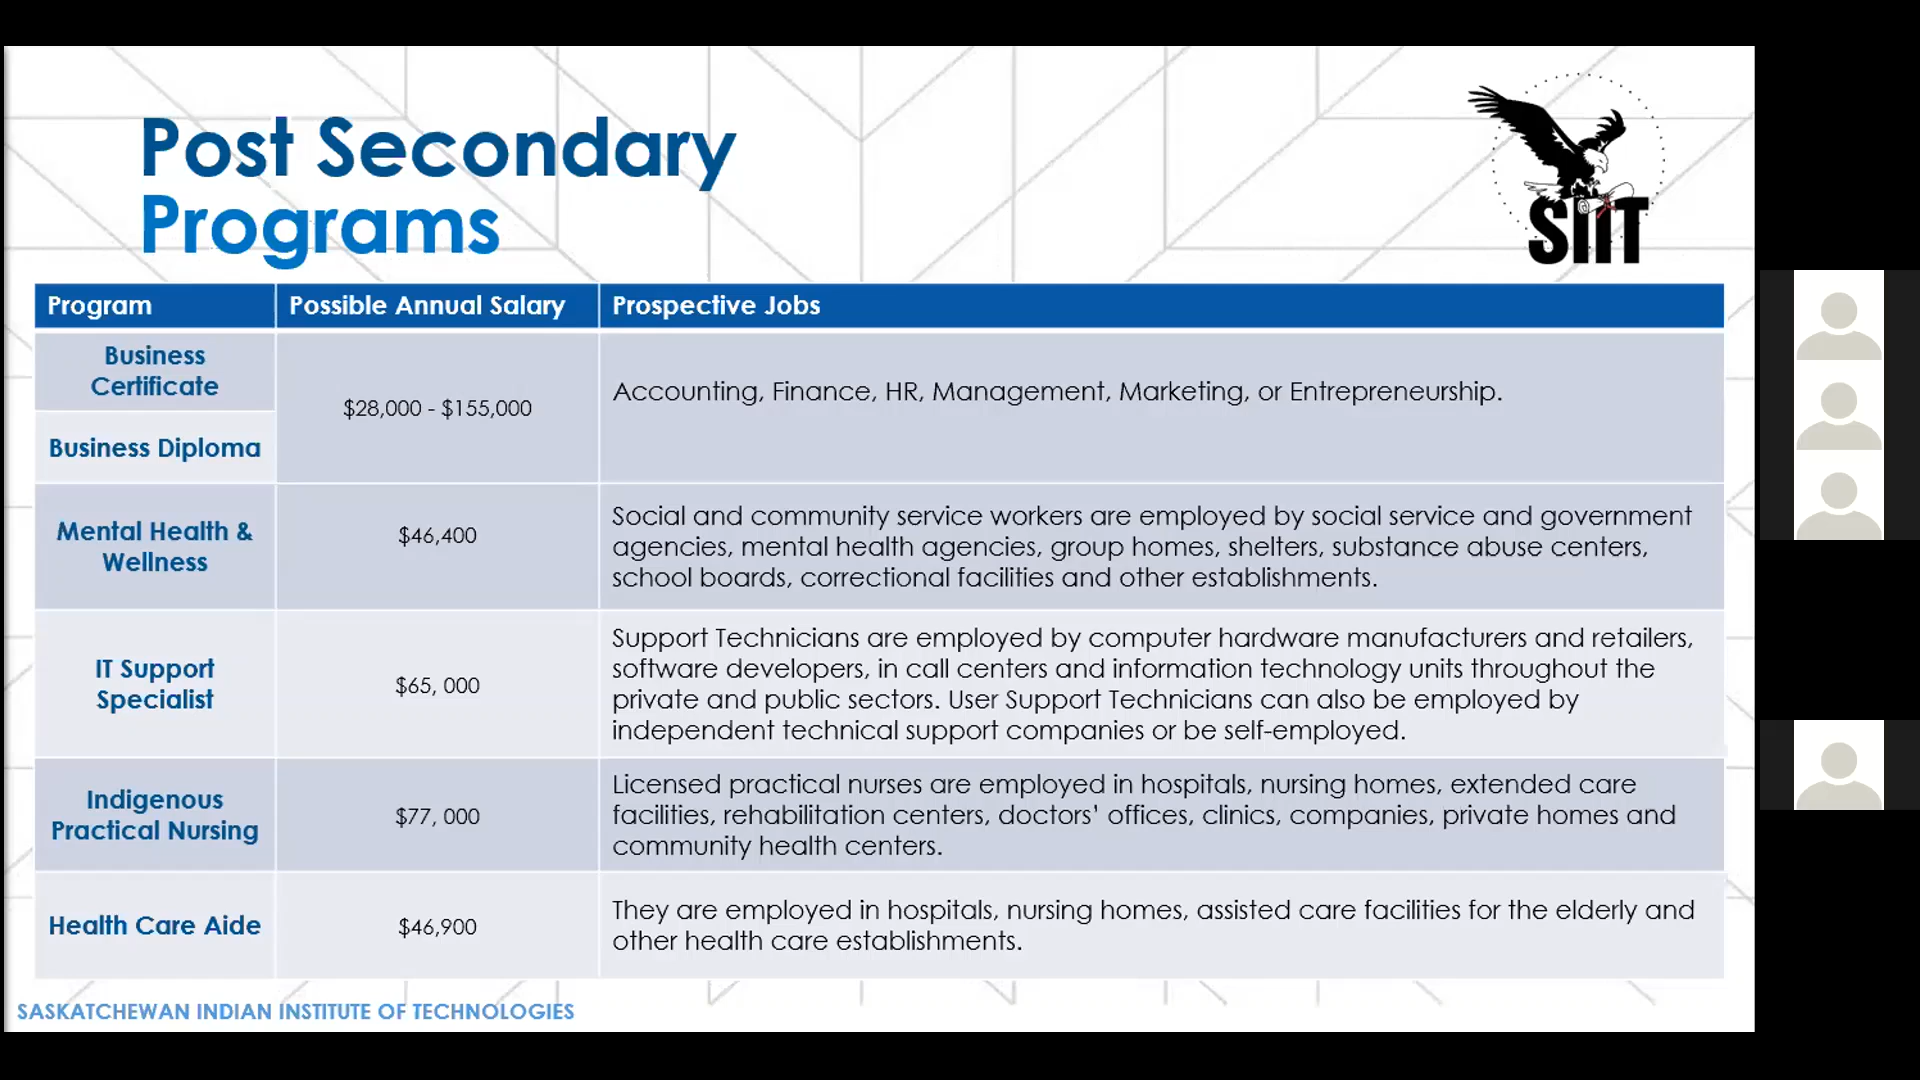 Post Secondary
Programs
SIIT
Program
Possible Annual Salary
Prospective Jobs
Business
Certificate
Business Diploma
$28,000 - $155,000
Accounting, Finance, HR, Management, Marketing, or Entrepreneurship.
Mental Health &
Wellness
$46,400
Social and community service workers are employed by social service and government
agencies, mental health agencies, group homes, shelters, substance abuse centers,
school boards, correctional facilities and other establishments.
IT Support
Specialist
$65, 000
Support Technicians are employed by computer hardware manufacturers and retailers,
software developers, in call centers and information technology units throughout the
private and public sectors. User Support Technicians can also be employed by
independent technical support companies or be self-employed.
Indigenous
Practical Nursing
$77, 000
Licensed practical nurses are employed in hospitals, nursing homes, extended care
facilities, rehabilitation centers, doctors’ offices, clinics, companies, private homes and
community health centers.
Health Care Aide
$46,900
They are employed in hospitals, nursing homes, assisted care facilities for the elderly and
other health care establishments.
SASKATCHEWAN INDIAN INSTITUTE OF TECHNOLOGIES